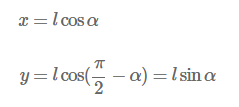 x = l cos α
y = l cos(π/2 − α) = l sin α